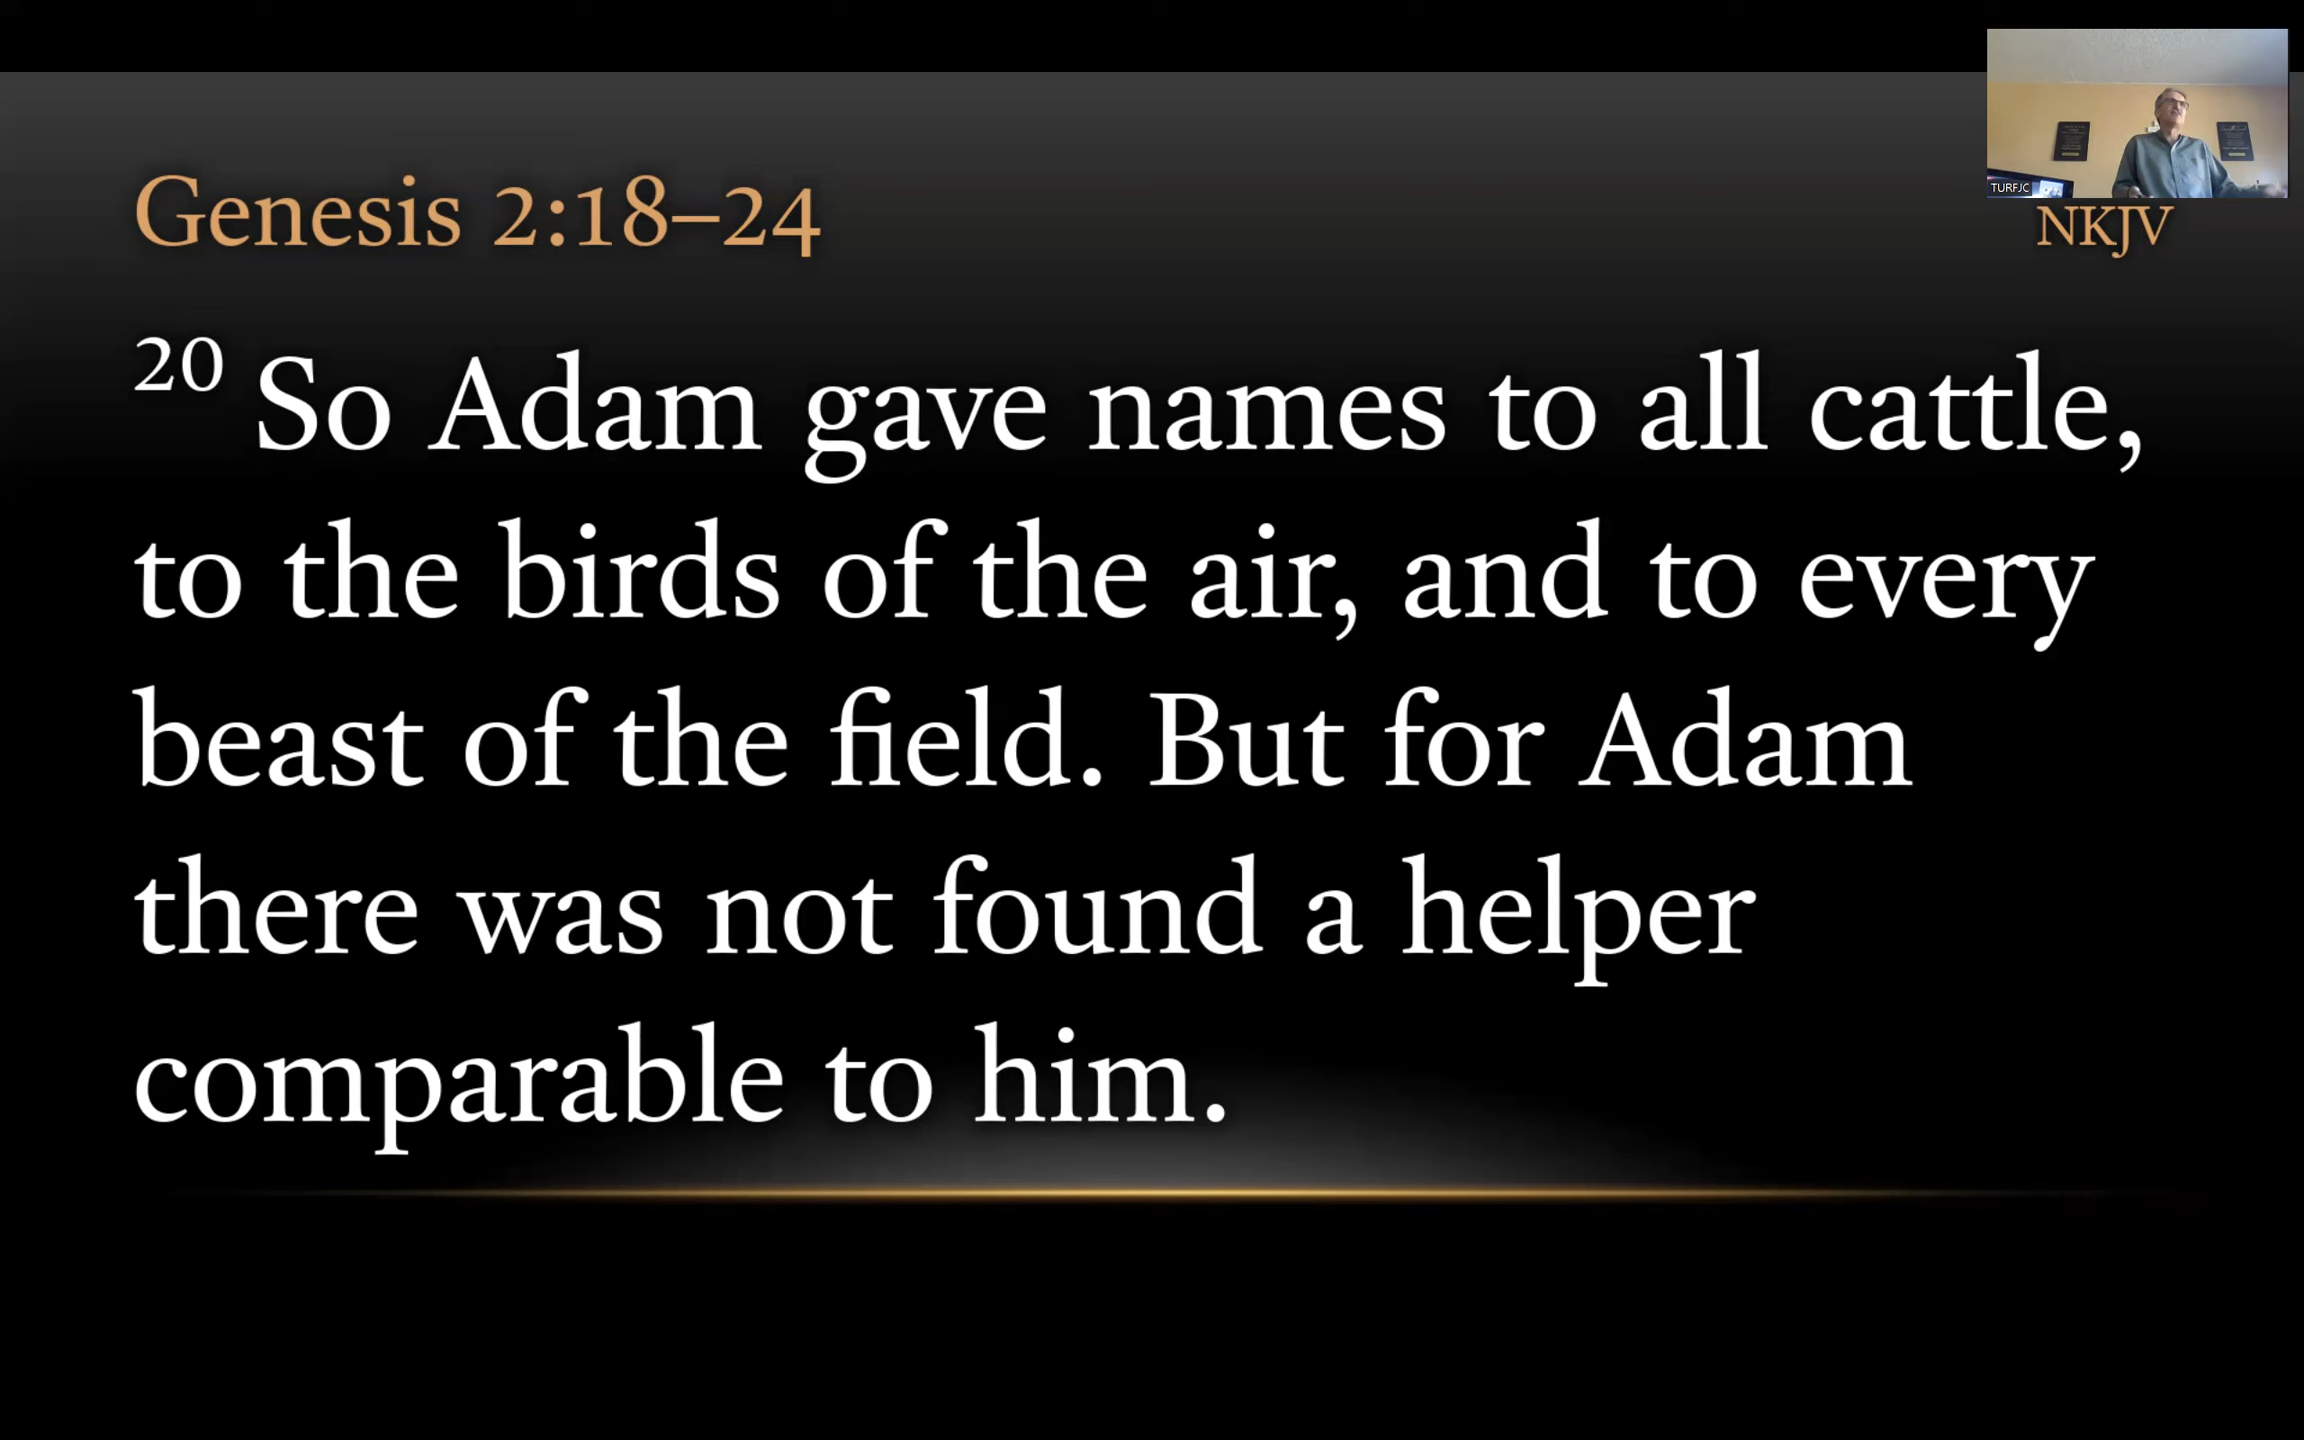 Genesis 2:18–24
TURFJC
NKJV
20 So Adam gave names to all cattle,
to the birds of the air, and to every
beast of the field. But for Adam
there was not found a helper
comparable to him.